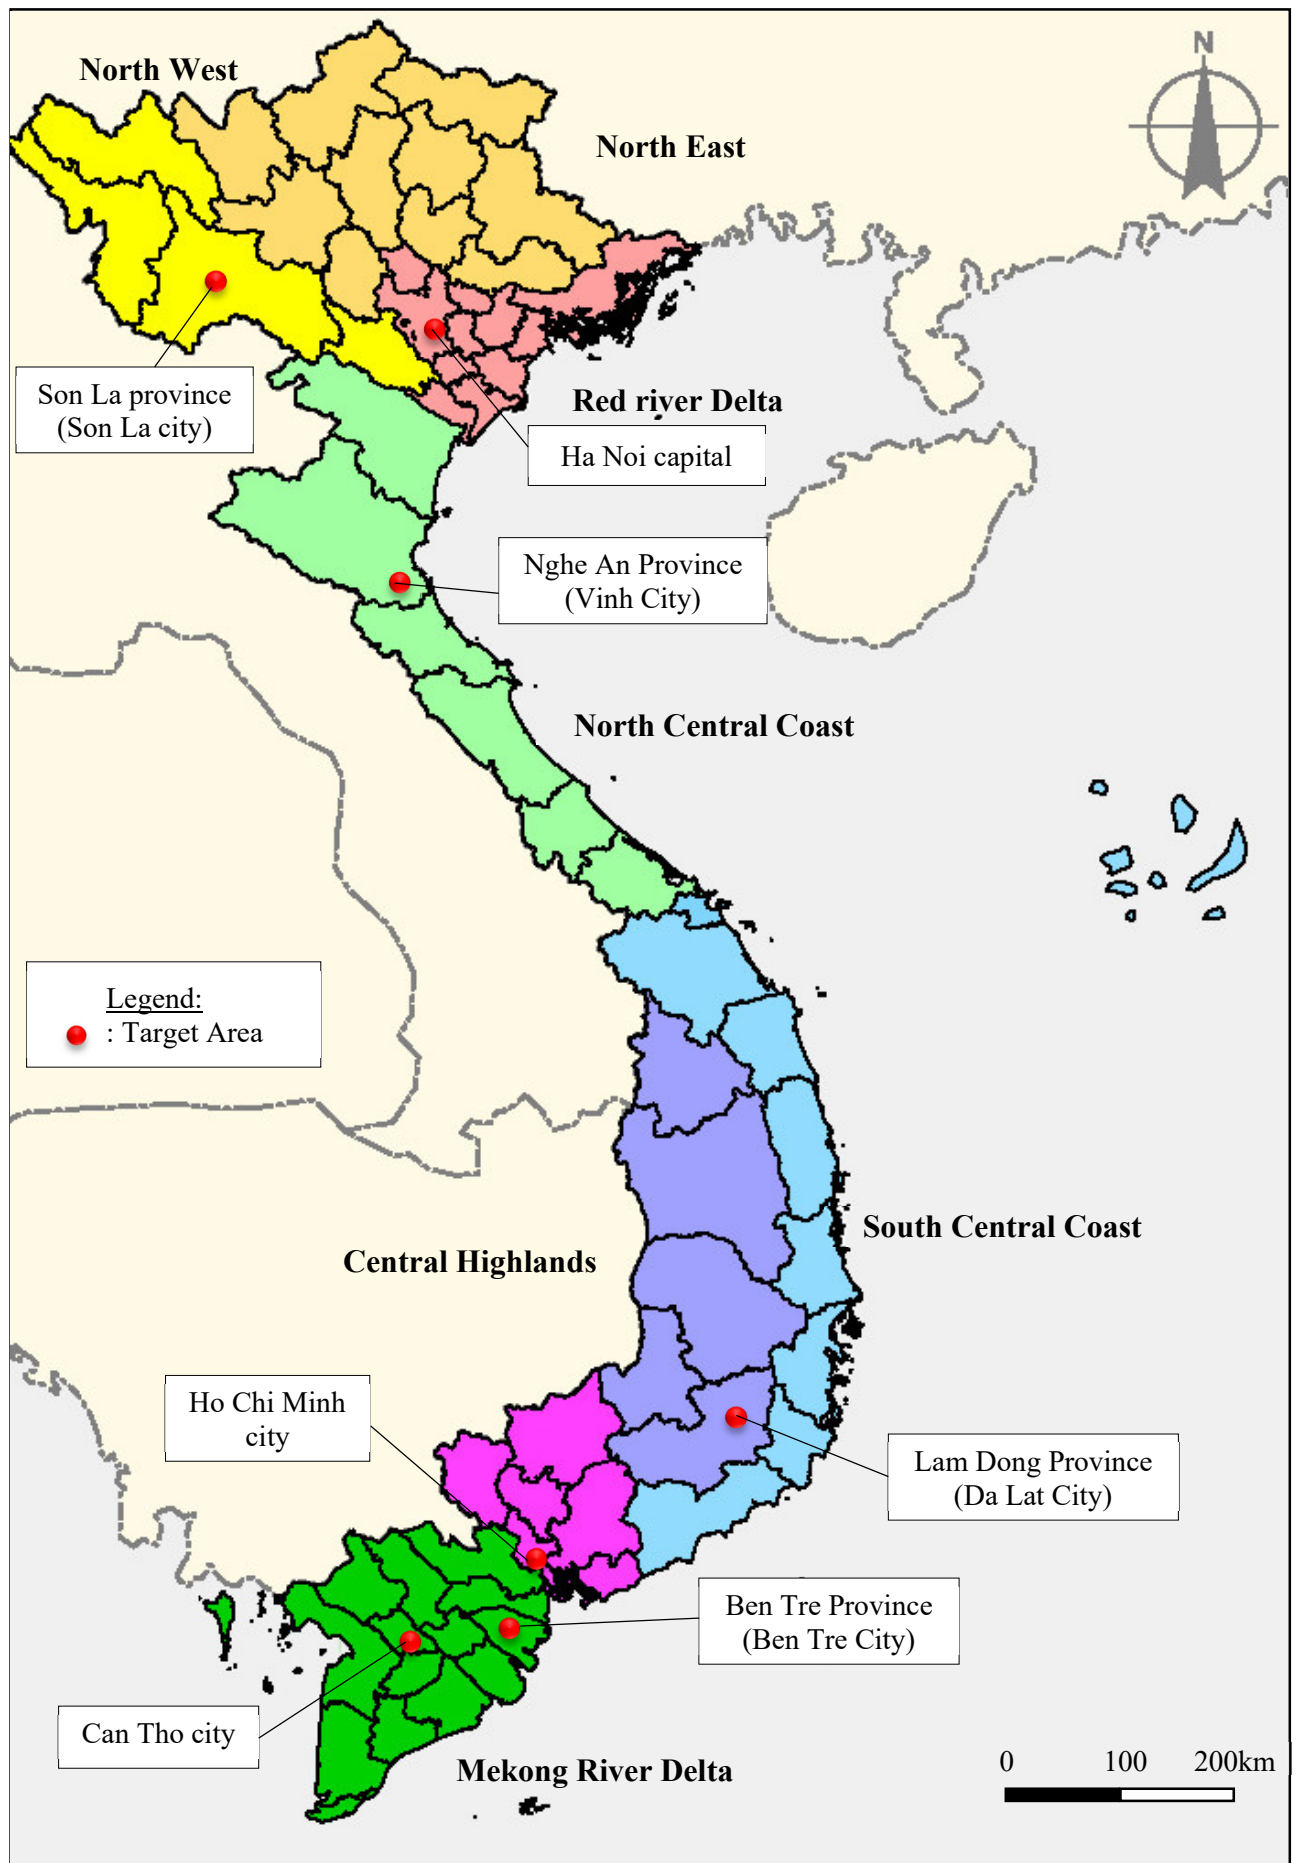 N
North West
North East
Son La province
(Son La city)
Red river Delta
Ha Noi capital
Nghe An Province
(Vinh City)
North Central Coast
Legend:
: Target Area
South Central Coast
Central Highlands
Ho Chi Minh
city
Lam Dong Province
(Da Lat City)
Ben Tre Province
(Ben Tre City)
Can Tho city
Mekong River Delta
0 100 200km